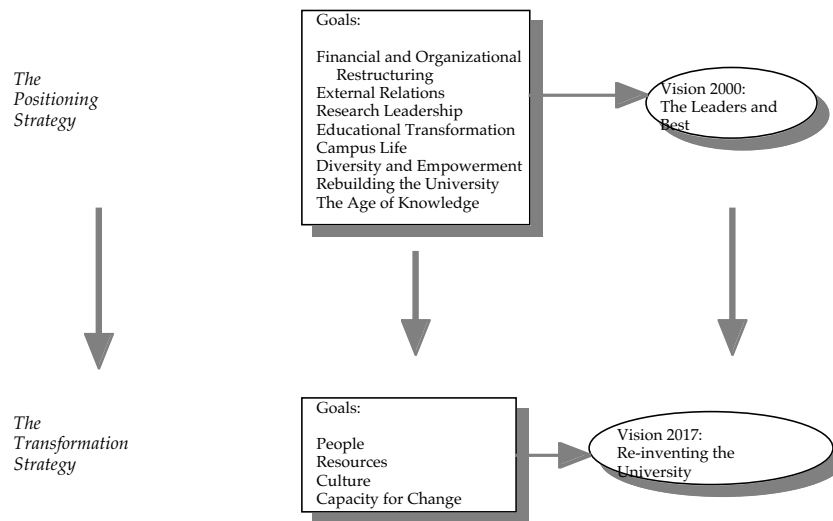 The
Positioning
Strategy
Goals:
Financial and Organizational
Restructuring
External Relations
Research Leadership
Educational Transformation
Campus Life
Diversity and Empowerment
Rebuilding the University
The Age of Knowledge
Vision 2000:
The Leaders and
Best
The
Transformation
Strategy
Goals:
People
Resources
Culture
Capacity for Change
Vision 2017:
Re-inventing the
University